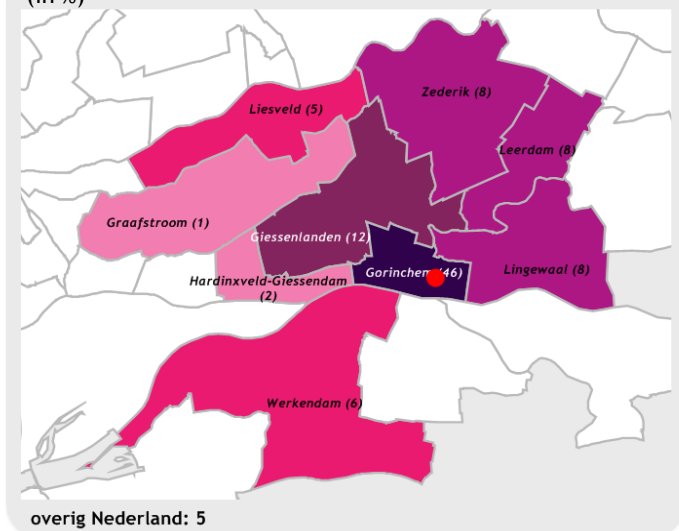 (in %)
Zederik (8)
Liesveld (5)
Leerdam (8)
Graafstroom (1)
Giessenlanden (12)
Gorinchem (46)
Lingewaal (8)
Hardinxveld-Giessendam
(2)
Werkendam (6)
overig Nederland: 5